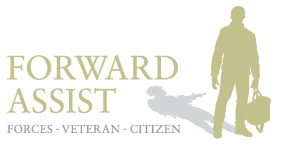 FORWARD
ASSIST
FORCES - VETERAN - CITIZEN